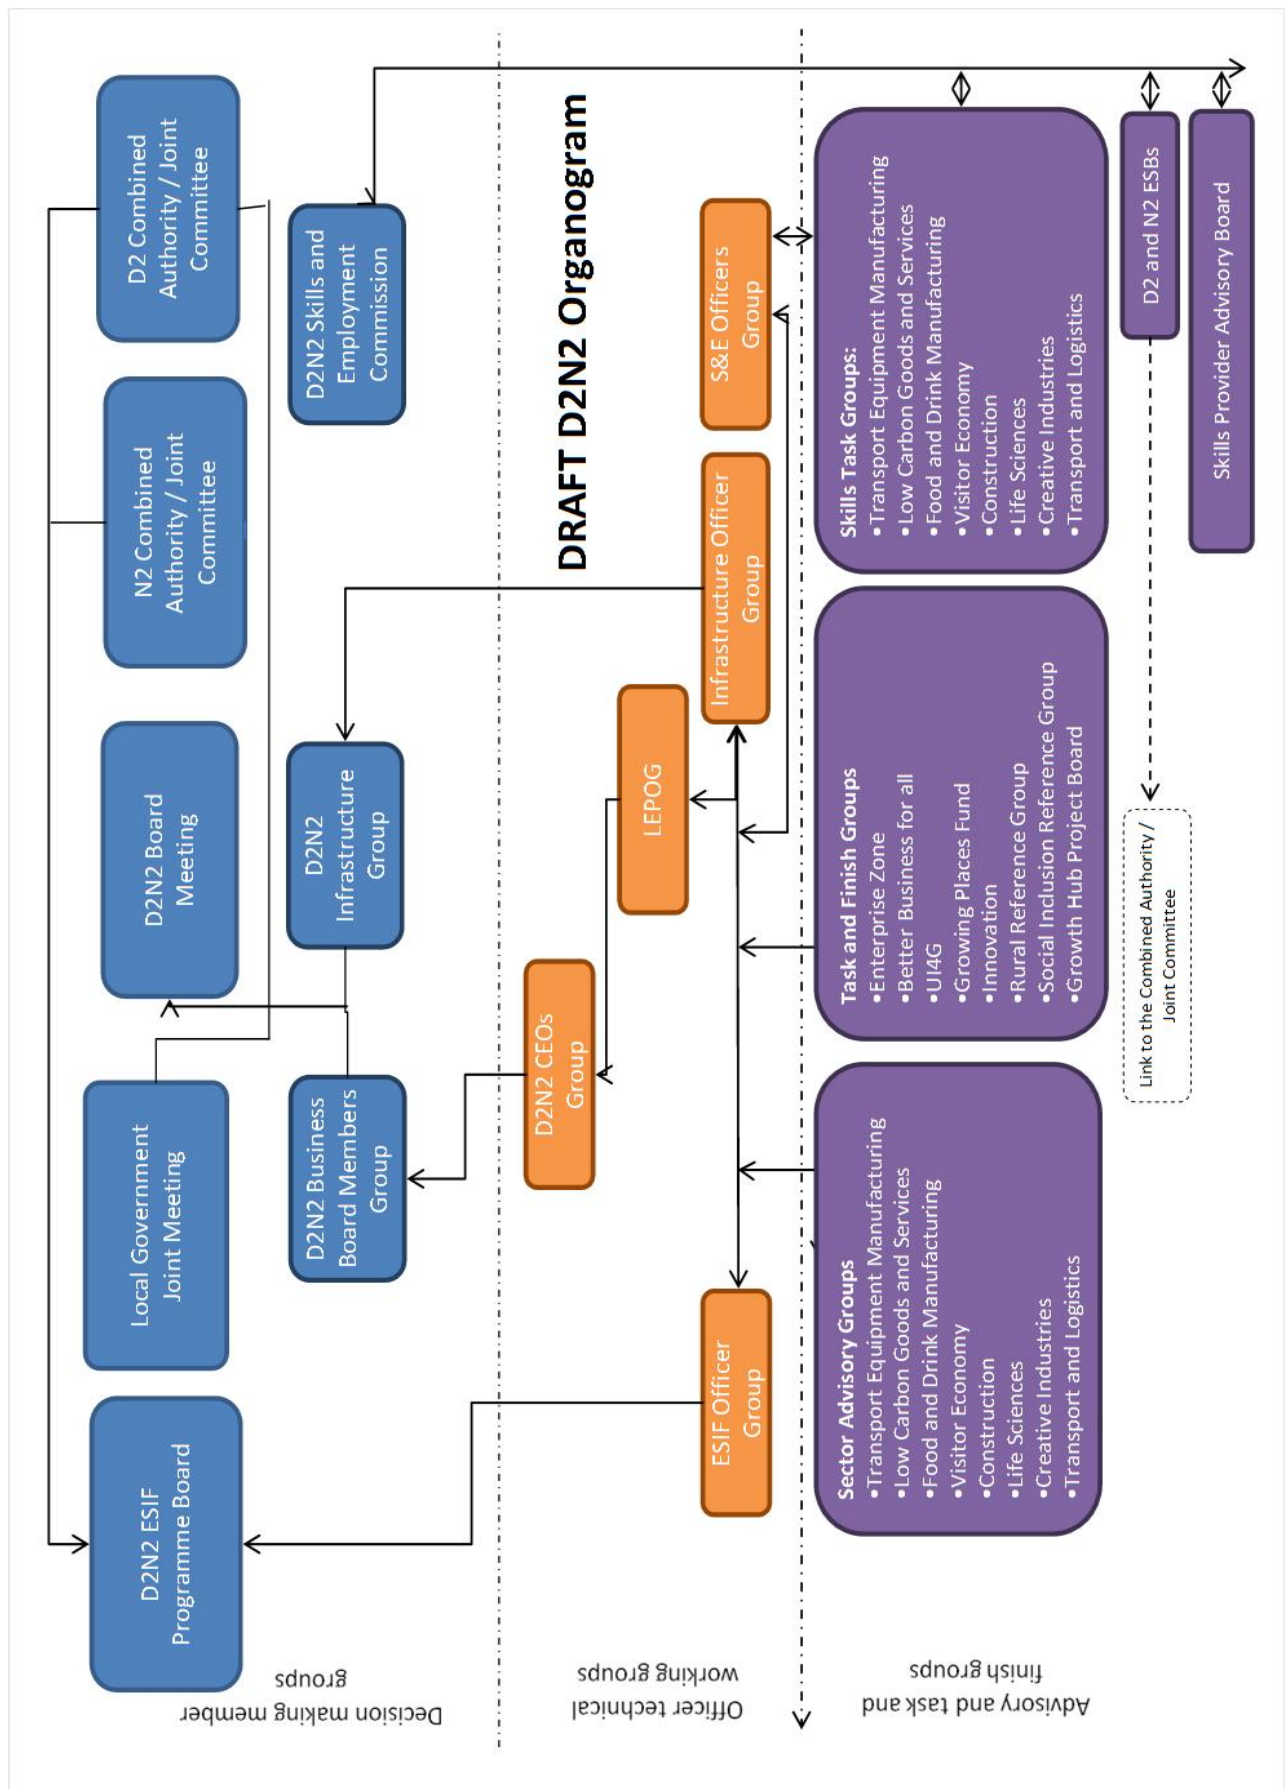 D2N2 ESIF
Programme Board
Local Government
Joint Meeting
D2N2 Board
Meeting
N2 Combined
Authority / Joint
Committee
D2 Combined
Authority / Joint
Committee
D2N2 Business
Board Members
Group
D2N2
Infrastructure
Group
D2N2 Skills and
Employment
Commission
Decision making member
groups
DRAFT D2N2 Organogram
D2N2 CEOs
Group
LEPOG
ESIF Officer
Group
Infrastructure Officer
Group
S&E Officers
Group
Officer technical
working groups
Sector Advisory Groups
•Transport Equipment Manufacturing
•Low Carbon Goods and Services
•Food and Drink Manufacturing
•Visitor Economy
•Construction
•Life Sciences
•Creative Industries
•Transport and Logistics
Task and Finish Groups
•Enterprise Zone
•Better Business for all
•UI4G
•Growing Places Fund
•Innovation
•Rural Reference Group
•Social Inclusion Reference Group
•Growth Hub Project Board
Skills Task Groups:
•Transport Equipment Manufacturing
•Low Carbon Goods and Services
•Food and Drink Manufacturing
•Visitor Economy
•Construction
•Life Sciences
•Creative Industries
•Transport and Logistics
Advisory and task and
finish groups
Link to the Combined Authority /
Joint Committee
D2 and N2 ESBs
Skills Provider Advisory Board